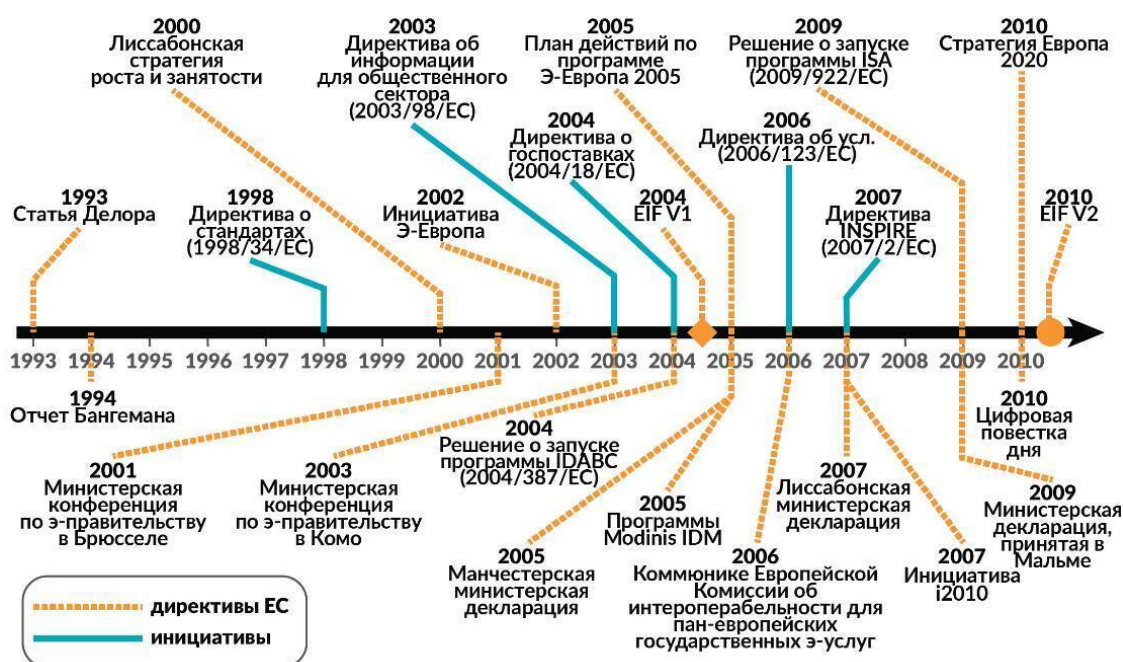 2000
Лиссабонская
стратегия
роста и занятости
2003
Директива об
информации
для общественного
сектора
(2003/98/ЕС)
2005
План действий по
программе
Э-Европа 2005
2009
Решение о запуске
программы ISA
(2009/922/ЕС)
2010
Стратегия Европа
2020
1993
Статья Делора
1998
Директива о
стандартах
(1998/34/ЕС)
2002
Инициатива
Э-Европа
2004
Директива о
госпоставках
(2004/18/ЕС)
2004
EIF V1
2006
Директива об усл.
(2006/123/ЕС)
2007
Директива
INSPIRE
(2007/2/ЕС)
2010
EIF V2
1993 1994 1995 1996 1997 1998 1999 2000 2001 2002 2003 2004 2005 2006 2007 2008 2009 2010
1994
Отчет Бангемана
2001
Министерская
конференция
по э-правительству
в Брюсселе
2003
Министерская
конференция
по э-правительству
в Комо
2004
Решение о запуске
программы IDABC
(2004/387/ЕС)
2005
Манчестерская
министерская
декларация
2005
Программы
Modinis IDM
2006
Коммюнике Европейской
Комиссии об
интероперабельности для
пан-европейских
государственных э-услуг
2007
Лиссабонская
министерская
декларация
2007
Инициатива
i2010
2010
Цифровая
повестка
дня
2009
Министерская
декларация,
принятая в
Мальме
директивы ЕС
инициативы